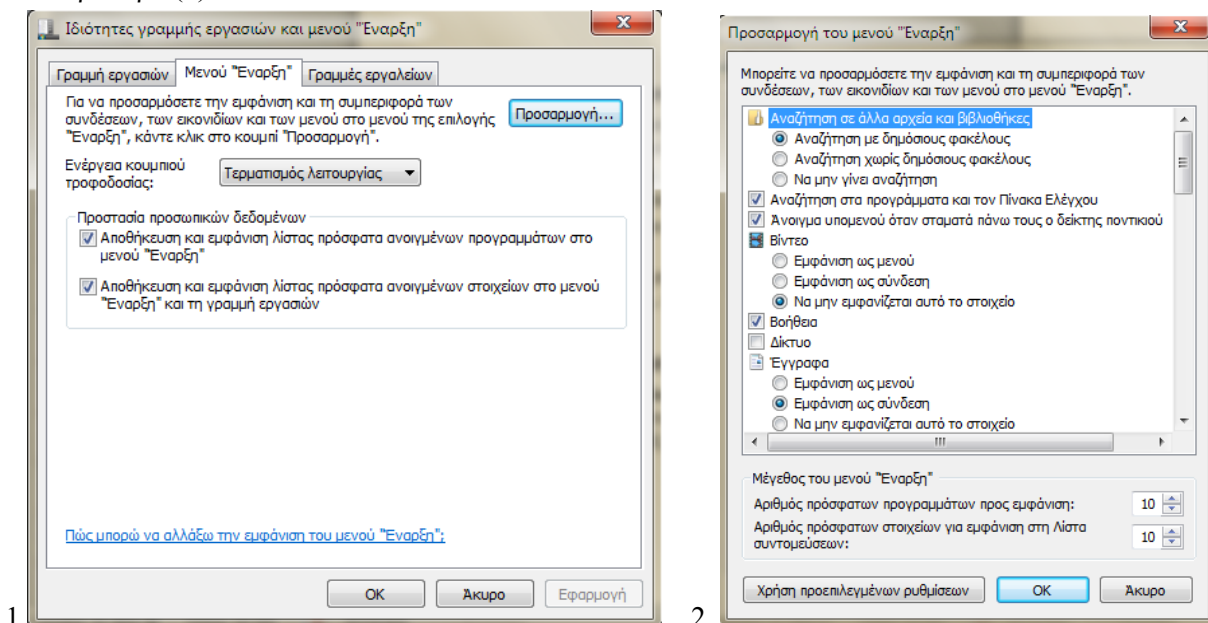 Ιδιότητες γραμμής εργασιών και μενού "Έναρξη"
Γραμμή εργασιών Μενού "Έναρξη" Γραμμές εργαλείων
Για να προσαρμόσετε την εμφάνιση και τη συμπεριφορά των
συνδέσεων, των εικονιδίων και των μενού στο μενού της επιλογής
"Έναρξη", κάντε κλικ στο κουμπί "Προσαρμογή".
Προσαρμογή...
Ενέργεια κουμπιού
τροφοδοσίας:
Τερματισμός λειτουργίας
Προστασία προσωπικών δεδομένων
Αποθήκευση και εμφάνιση λίστας πρόσφατα ανοιγμένων προγραμμάτων στο
μενού "Έναρξη"
Αποθήκευση και εμφάνιση λίστας πρόσφατα ανοιγμένων στοιχείων στο μενού
"Έναρξη" και τη γραμμή εργασιών
Πώς μπορώ να αλλάξω την εμφάνιση του μενού "Έναρξη";
OK Άκυρο Εφαρμογή
1
Προσαρμογή του μενού "Έναρξη"
Μπορείτε να προσαρμόσετε την εμφάνιση και τη συμπεριφορά των
συνδέσεων, των εικονιδίων και των μενού στο μενού "Έναρξη".
Αναζήτηση σε άλλα αρχεία και βιβλιοθήκες
Αναζήτηση με δημόσιους φακέλους
Αναζήτηση χωρίς δημόσιους φακέλους
Να μην γίνει αναζήτηση
Αναζήτηση στα προγράμματα και τον Πίνακα Ελέγχου
Άνοιγμα υπομενού όταν σταματά πάνω τους ο δείκτης ποντικιού
Βίντεο
Εμφάνιση ως μενού
Εμφάνιση ως σύνδεση
Να μην εμφανίζεται αυτό το στοιχείο
Βοήθεια
Δίκτυο
Έγγραφα
Εμφάνιση ως μενού
Εμφάνιση ως σύνδεση
Να μην εμφανίζεται αυτό το στοιχείο
Μέγεθος του μενού "Έναρξη"
Αριθμός πρόσφατων προγραμμάτων προς εμφάνιση: 10
Αριθμός πρόσφατων στοιχείων για εμφάνιση στη Λίστα
συντομεύσεων:
10
Χρήση προεπιλεγμένων ρυθμίσεων OK Άκυρο
2